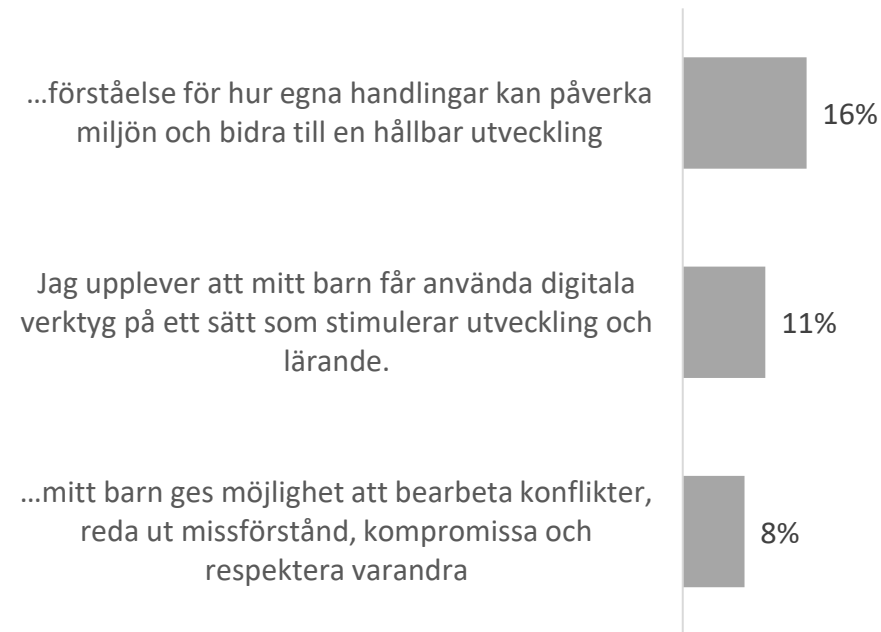 …förståelse för hur egna handlingar kan påverka
miljön och bidra till en hållbar utveckling
16%
Jag upplever att mitt barn får använda digitala
verktyg på ett sätt som stimulerar utveckling och
lärande.
11%
…mitt barn ges möjlighet att bearbeta konflikter,
reda ut missförstånd, kompromissa och
respektera varandra
8%